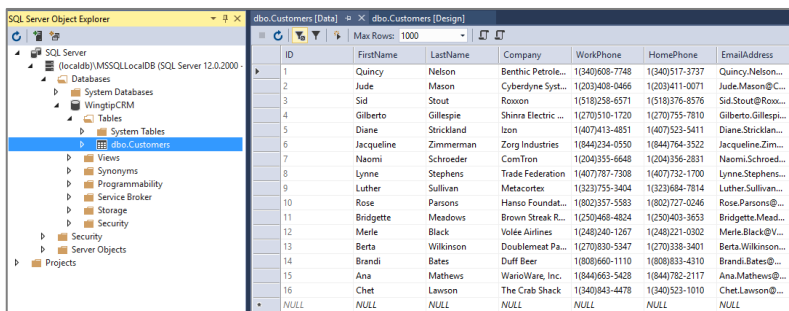 SQL Server Object Explorer
dbo.Customers [Data] dbo.Customers [Design]
Max Rows: 1000
SQL Server
(localdb)\MSSQLLocalDB (SQL Server 12.0.2000 -
Databases
System Databases
WingtipCRM
Tables
System Tables
dbo.Customers
Views
Synonyms
Programmability
Service Broker
Storage
Security
Security
Server Objects
Projects
ID FirstName LastName Company WorkPhone HomePhone EmailAddress
1 Quincy Nelson Benthic Petrole... 1(340)608-7748 1(340)517-3737 Quincy.Nelson...
2 Jude Mason Cyberdyne Syst... 1(203)408-0466 1(203)411-0071 Jude.Mason@C...
3 Sid Stout Roxxon 1(518)258-6571 1(518)376-8576 Sid.Stout@Roxx...
4 Gilberto Gillespie Shinra Electric ... 1(270)510-1720 1(270)755-7810 Gilberto.Gillespi...
5 Diane Strickland Izon 1(407)413-4851 1(407)523-5411 Diane.Stricklan...
6 Jacqueline Zimmerman Zorg Industries 1(844)234-0550 1(844)764-3522 Jacqueline.Zim...
7 Naomi Schroeder ComTron 1(204)355-6648 1(204)356-2831 Naomi.Schroed...
8 Lynne Stephens Trade Federation 1(407)787-7308 1(407)732-1700 Lynne.Stephens...
9 Luther Sullivan Metacortex 1(323)755-3404 1(323)684-7814 Luther.Sullivan...
10 Rose Parsons Hanso Foundat... 1(802)357-5583 1(802)727-0246 Rose.Parsons@...
11 Bridgette Meadows Brown Streak R... 1(250)468-4824 1(250)403-3653 Bridgette.Mead...
12 Merle Black Volée Airlines 1(248)240-1267 1(248)221-0302 Merle.Black@V...
13 Berta Wilkinson Doublemeat Pa... 1(270)830-5347 1(270)338-3401 Berta.Wilkinson...
14 Brandi Bates Duff Beer 1(808)660-1110 1(808)833-4310 Brandi.Bates@...
15 Ana Mathews WarioWare, Inc. 1(844)663-5428 1(844)782-2117 Ana.Mathews@...
16 Chet Lawson The Crab Shack 1(340)843-4478 1(340)523-1010 Chet.Lawson@...
NULL NULL NULL NULL NULL NULL NULL